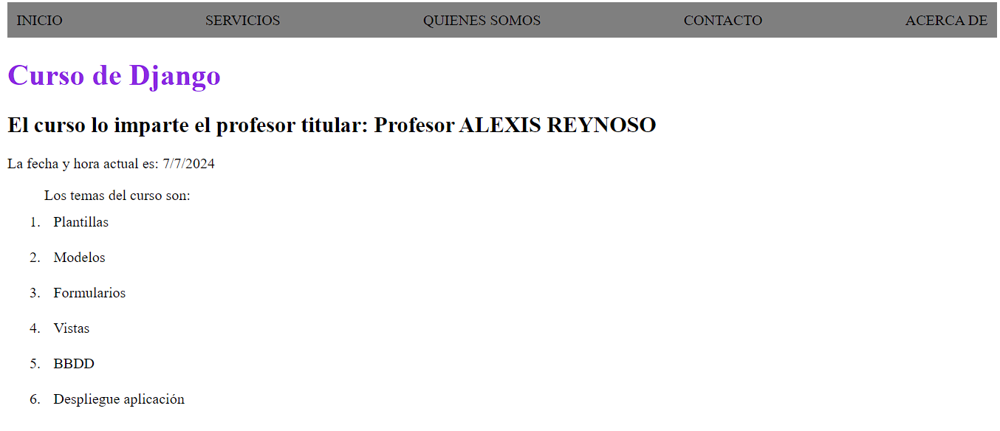 INICIO SERVICIOS QUIENES SOMOS CONTACTO ACERCA DE
Curso de Django
El curso lo imparte el profesor titular: Profesor ALEXIS REYNOSO
La fecha y hora actual es: 7/7/2024
Los temas del curso son:
1. Plantillas
2. Modelos
3. Formularios
4. Vistas
5. BBDD
6. Despliegue aplicación